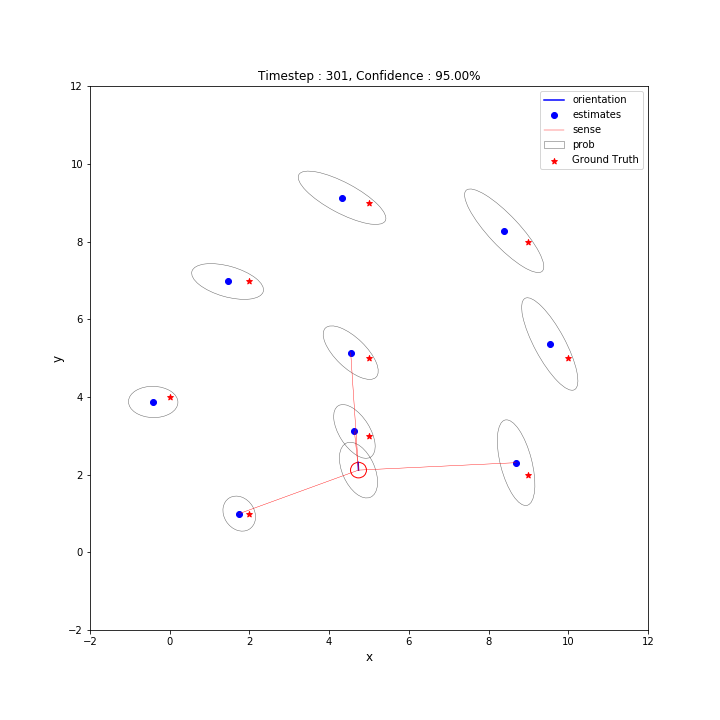 Timestep : 301, Confidence : 95.00%
orientation
estimates
sense
prob
Ground Truth
12
10
8
6
4
2
0
−2
y
−2 0 2 4 6 8 10 12
x